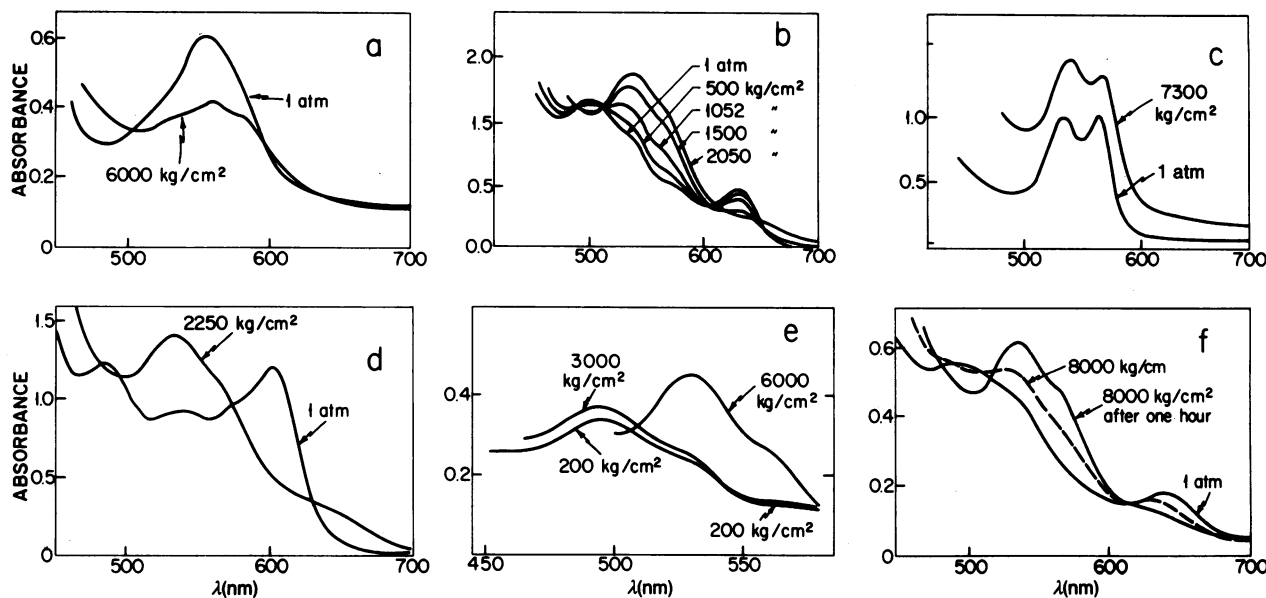 a
ABSORBANCE
0.6
0.4
0.2
0
1 atm
6000 kg/cm²
500
600
700
b
2.0
1.5
0.5
0.0
1 atm
500 kg/cm²
1052 "
1500 "
2050 "
500
600
700
c
1.5
0.5
0
7300
kg/cm²
1 atm
500
600
700
d
ABSORBANCE
1.5
1.0
0.5
0
2250 kg/cm²
1 atm
500
600
700
λ(nm)
e
0.4
0.2
0
3000
kg/cm²
200 kg/cm²
6000
kg/cm²
200 kg/cm²
450
500
550
λ(nm)
f
0.6
0.4
0.2
0
8000 kg/cm
8000 kg/cm²
after one hour
1 atm
500
600
700
λ(nm)